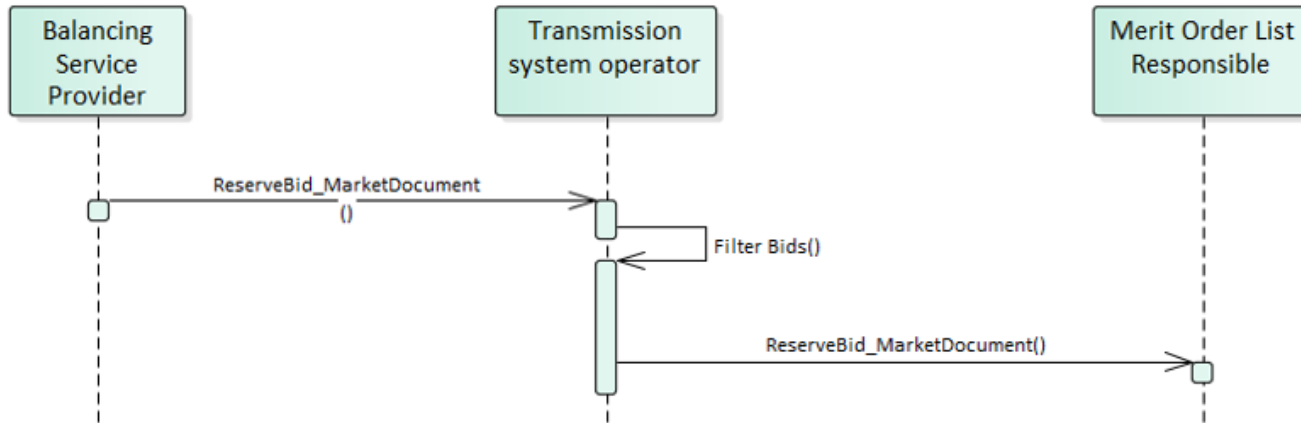 Balancing
Service
Provider
Transmission
system operator
Merit Order List
Responsible
ReserveBid_MarketDocument
()
Filter Bids()
ReserveBid_MarketDocument()